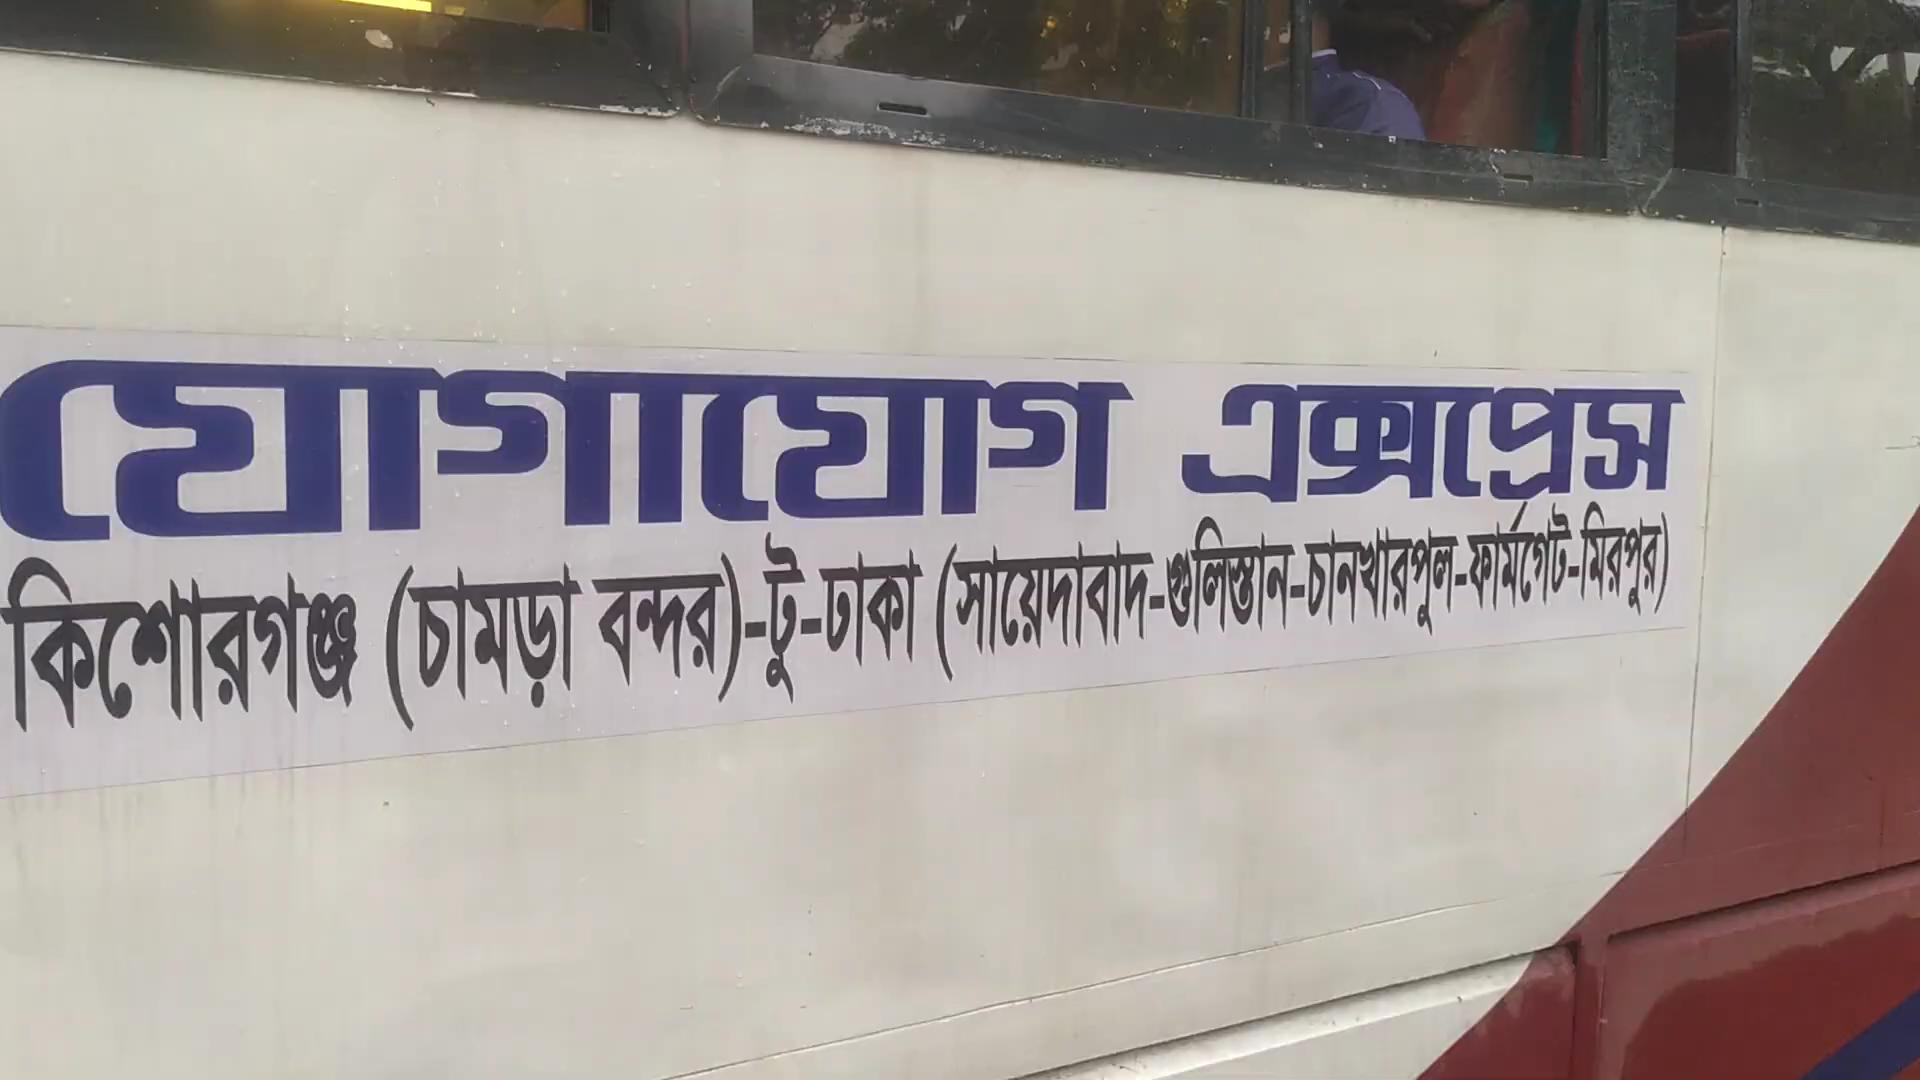 যোগাযোগ এক্সপ্রেস
কিশোরগঞ্জ (চামড়া বন্দর)-টু-ঢাকা (সায়েদাবাদ-গুলিস্তান-চানখারপুল-ফার্মগেট-মিরপুর)